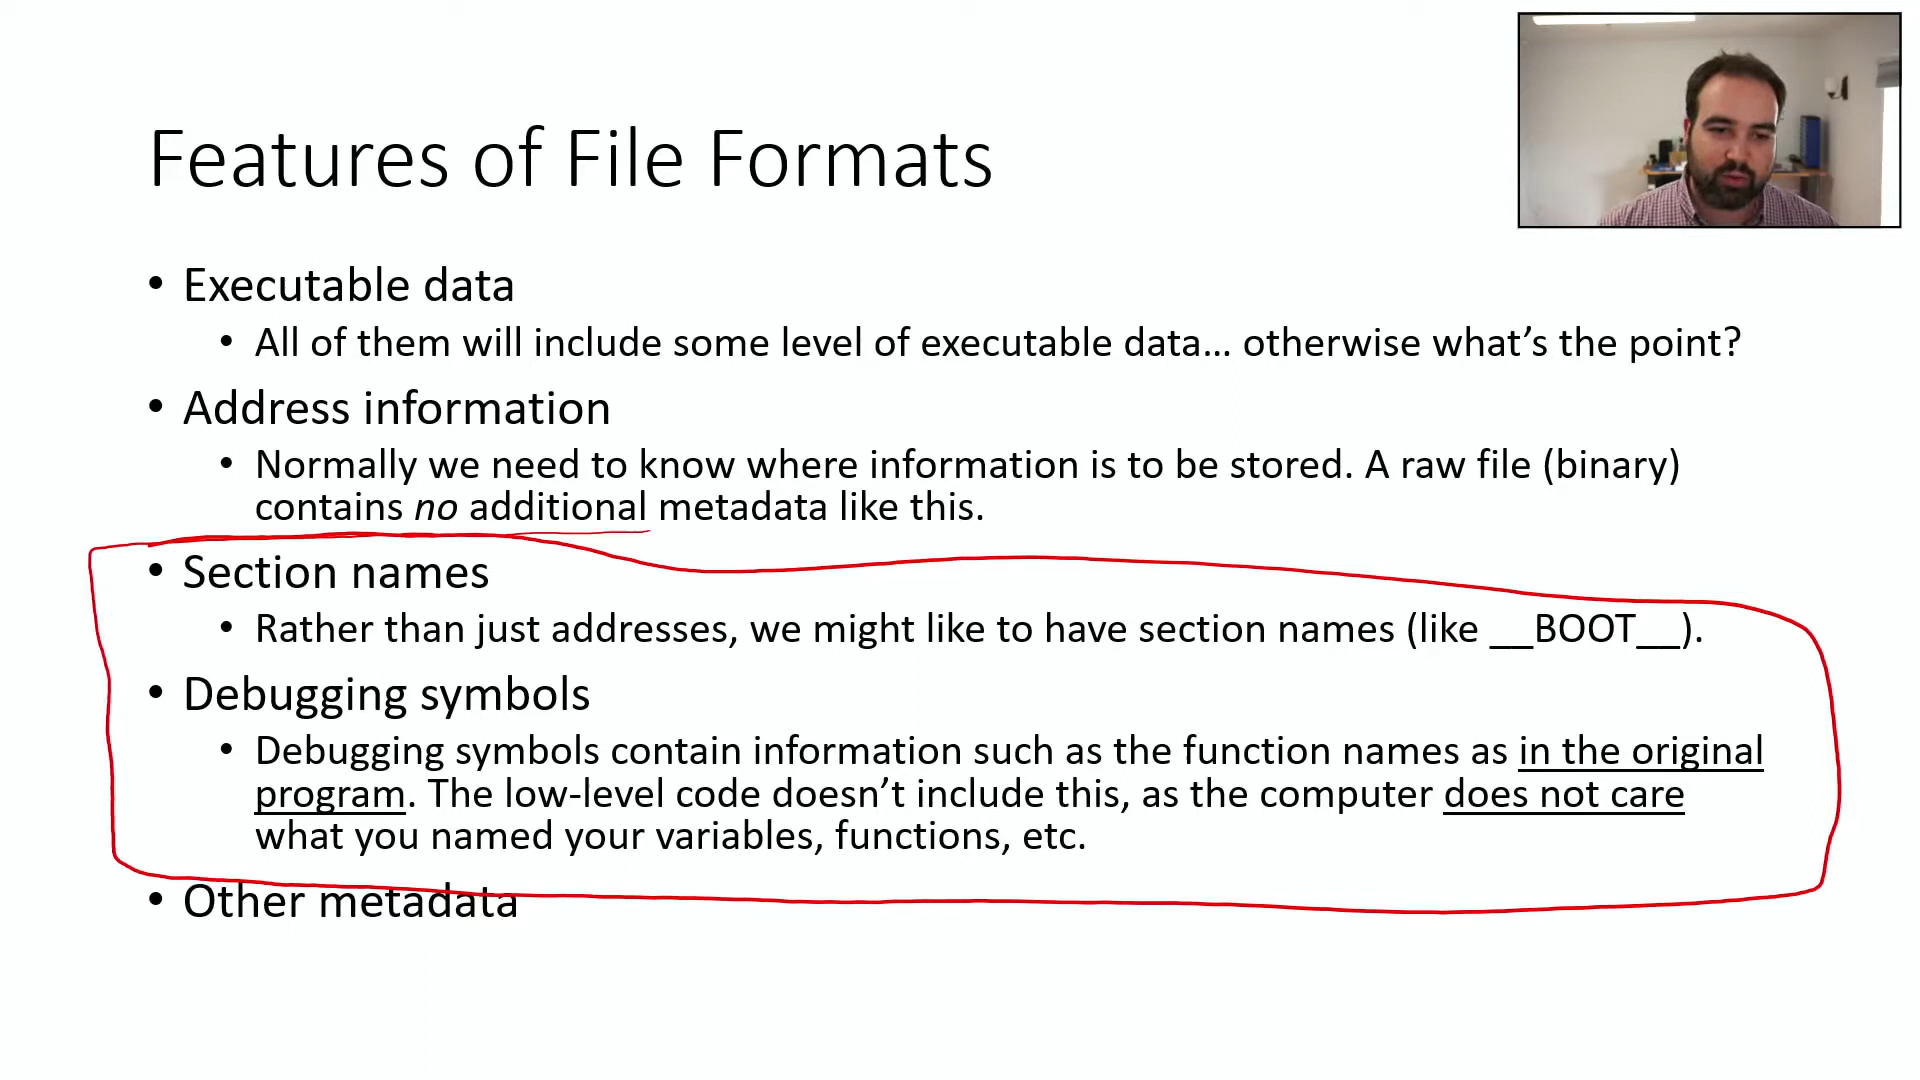 Features of File Formats
• Executable data
• All of them will include some level of executable data… otherwise what’s the point?
• Address information
• Normally we need to know where information is to be stored. A raw file (binary)
contains no additional metadata like this.
• Section names
• Rather than just addresses, we might like to have section names (like __BOOT__).
• Debugging symbols
• Debugging symbols contain information such as the function names as in the original
program. The low-level code doesn’t include this, as the computer does not care
what you named your variables, functions, etc.
• Other metadata